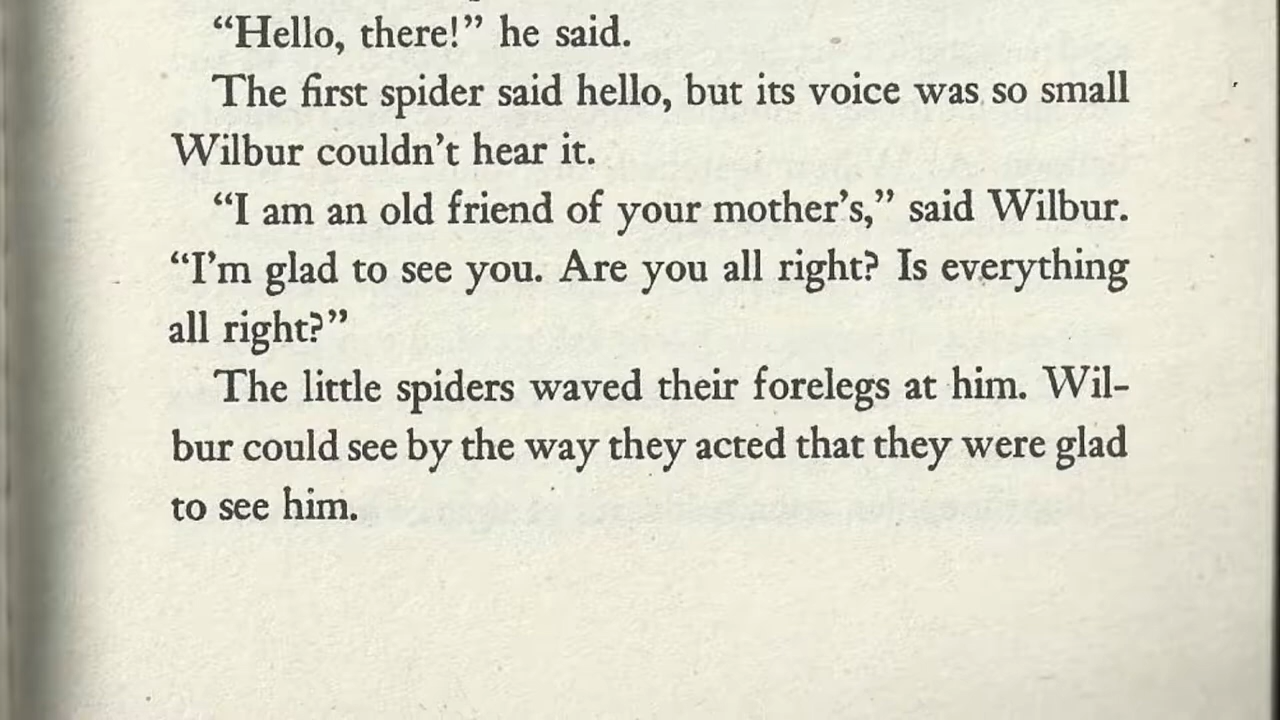 “Hello, there!” he said.
The first spider said hello, but its voice was so small
Wilbur couldn’t hear it.
“I am an old friend of your mother’s,” said Wilbur.
“I’m glad to see you. Are you all right? Is everything
all right?”
The little spiders waved their forelegs at him. Wil-
bur could see by the way they acted that they were glad
to see him.